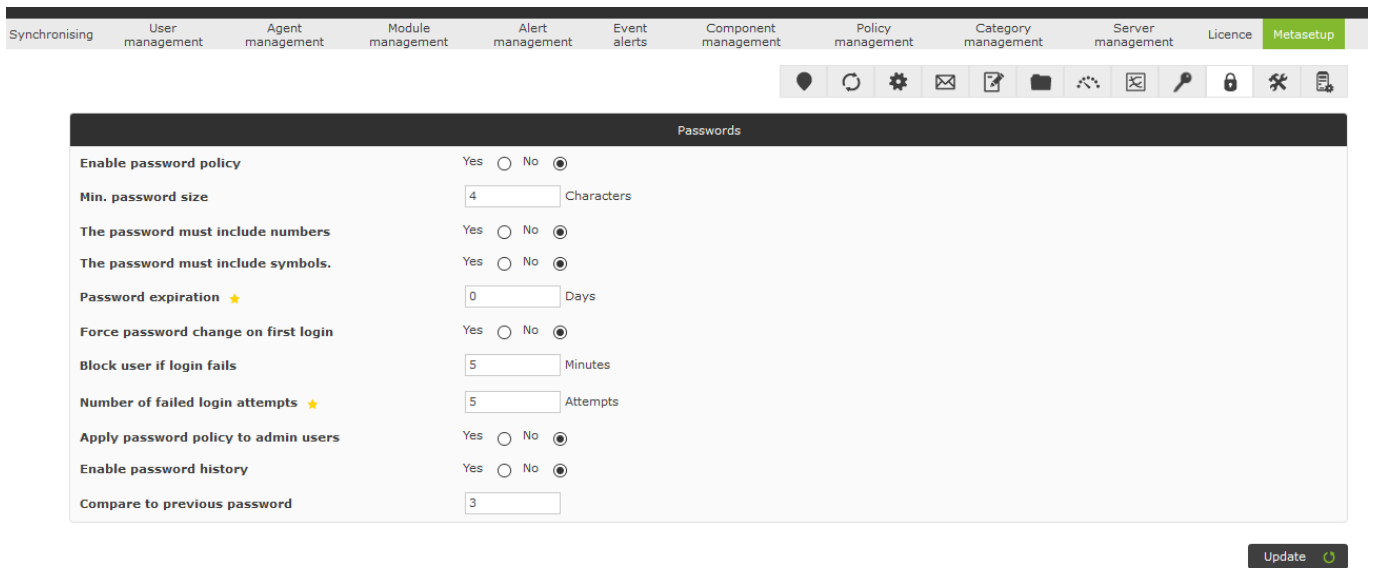 Synchronising User management Agent management Module management Alert management Event alerts Component management Policy management Category management Server management Licence Metasetup
Passwords
Enable password policy Yes No
Min. password size 4 Characters
The password must include numbers Yes No
The password must include symbols. Yes No
Password expiration 0 Days
Force password change on first login Yes No
Block user if login fails 5 Minutes
Number of failed login attempts 5 Attempts
Apply password policy to admin users Yes No
Enable password history Yes No
Compare to previous password 3
Update